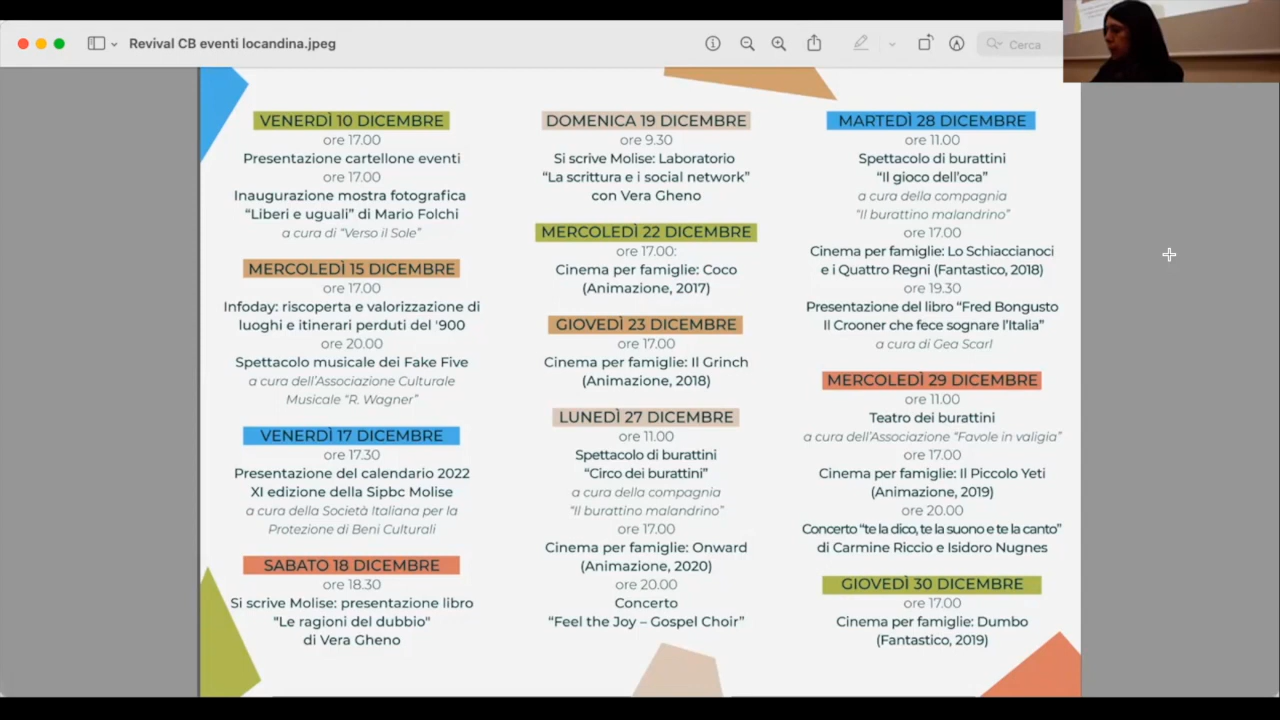 Revival CB eventi locandina.jpeg
Cerca
VENERDÌ 10 DICEMBRE
ore 17.00
Presentazione cartellone eventi
ore 17.00
Inaugurazione mostra fotografica
“Liberi e uguali” di Mario Folchi
a cura di “Verso il Sole”
MERCOLEDÌ 15 DICEMBRE
ore 17.00
Infoday: riscoperta e valorizzazione di
luoghi e itinerari perduti del '900
ore 20.00
Spettacolo musicale dei Fake Five
a cura dell’Associazione Culturale
Musicale “R. Wagner”
VENERDÌ 17 DICEMBRE
ore 17.30
Presentazione del calendario 2022
XI edizione della Sipbc Molise
a cura della Società Italiana per la
Protezione di Beni Culturali
SABATO 18 DICEMBRE
ore 18.30
Si scrive Molise: presentazione libro
"Le ragioni del dubbio"
di Vera Gheno
DOMENICA 19 DICEMBRE
ore 9.30
Si scrive Molise: Laboratorio
“La scrittura e i social network”
con Vera Gheno
MERCOLEDÌ 22 DICEMBRE
ore 17.00:
Cinema per famiglie: Coco
(Animazione, 2017)
GIOVEDÌ 23 DICEMBRE
ore 17.00
Cinema per famiglie: Il Grinch
(Animazione, 2018)
LUNEDÌ 27 DICEMBRE
ore 11.00
Spettacolo di burattini
“Circo dei burattini”
a cura della compagnia
“Il burattino malandrino”
ore 17.00
Cinema per famiglie: Onward
(Animazione, 2020)
ore 20.00
Concerto
“Feel the Joy – Gospel Choir”
MARTEDÌ 28 DICEMBRE
ore 11.00
Spettacolo di burattini
“Il gioco dell’oca”
a cura della compagnia
“Il burattino malandrino”
ore 17.00
Cinema per famiglie: Lo Schiaccianoci
e i Quattro Regni (Fantastico, 2018)
ore 19.30
Presentazione del libro “Fred Bongusto
Il Crooner che fece sognare l’Italia”
a cura di Gea Scarl
MERCOLEDÌ 29 DICEMBRE
ore 11.00
Teatro dei burattini
a cura dell’Associazione “Favole in valigia”
ore 17.00
Cinema per famiglie: Il Piccolo Yeti
(Animazione, 2019)
ore 20.00
Concerto “te la dico, te la suono e te la canto”
di Carmine Riccio e Isidoro Nugnes
GIOVEDÌ 30 DICEMBRE
ore 17.00
Cinema per famiglie: Dumbo
(Fantastico, 2019)